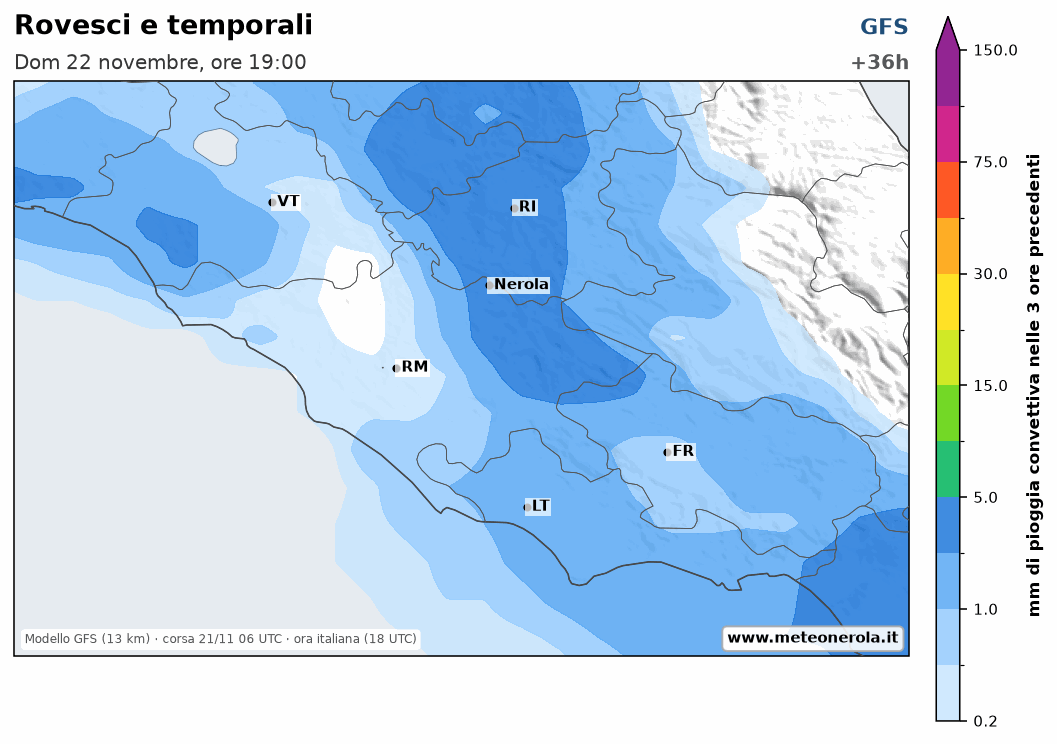 Rovesci e temporali
GFS
Dom 22 novembre, ore 19:00
+36h
VT
RI
Nerola
RM
FR
LT
Modello GFS (13 km) · corsa 21/11 06 UTC · ora italiana (18 UTC)
www.meteonerola.it
150.0
75.0
30.0
15.0
5.0
1.0
0.2
mm di pioggia convettiva nelle 3 ore precedenti